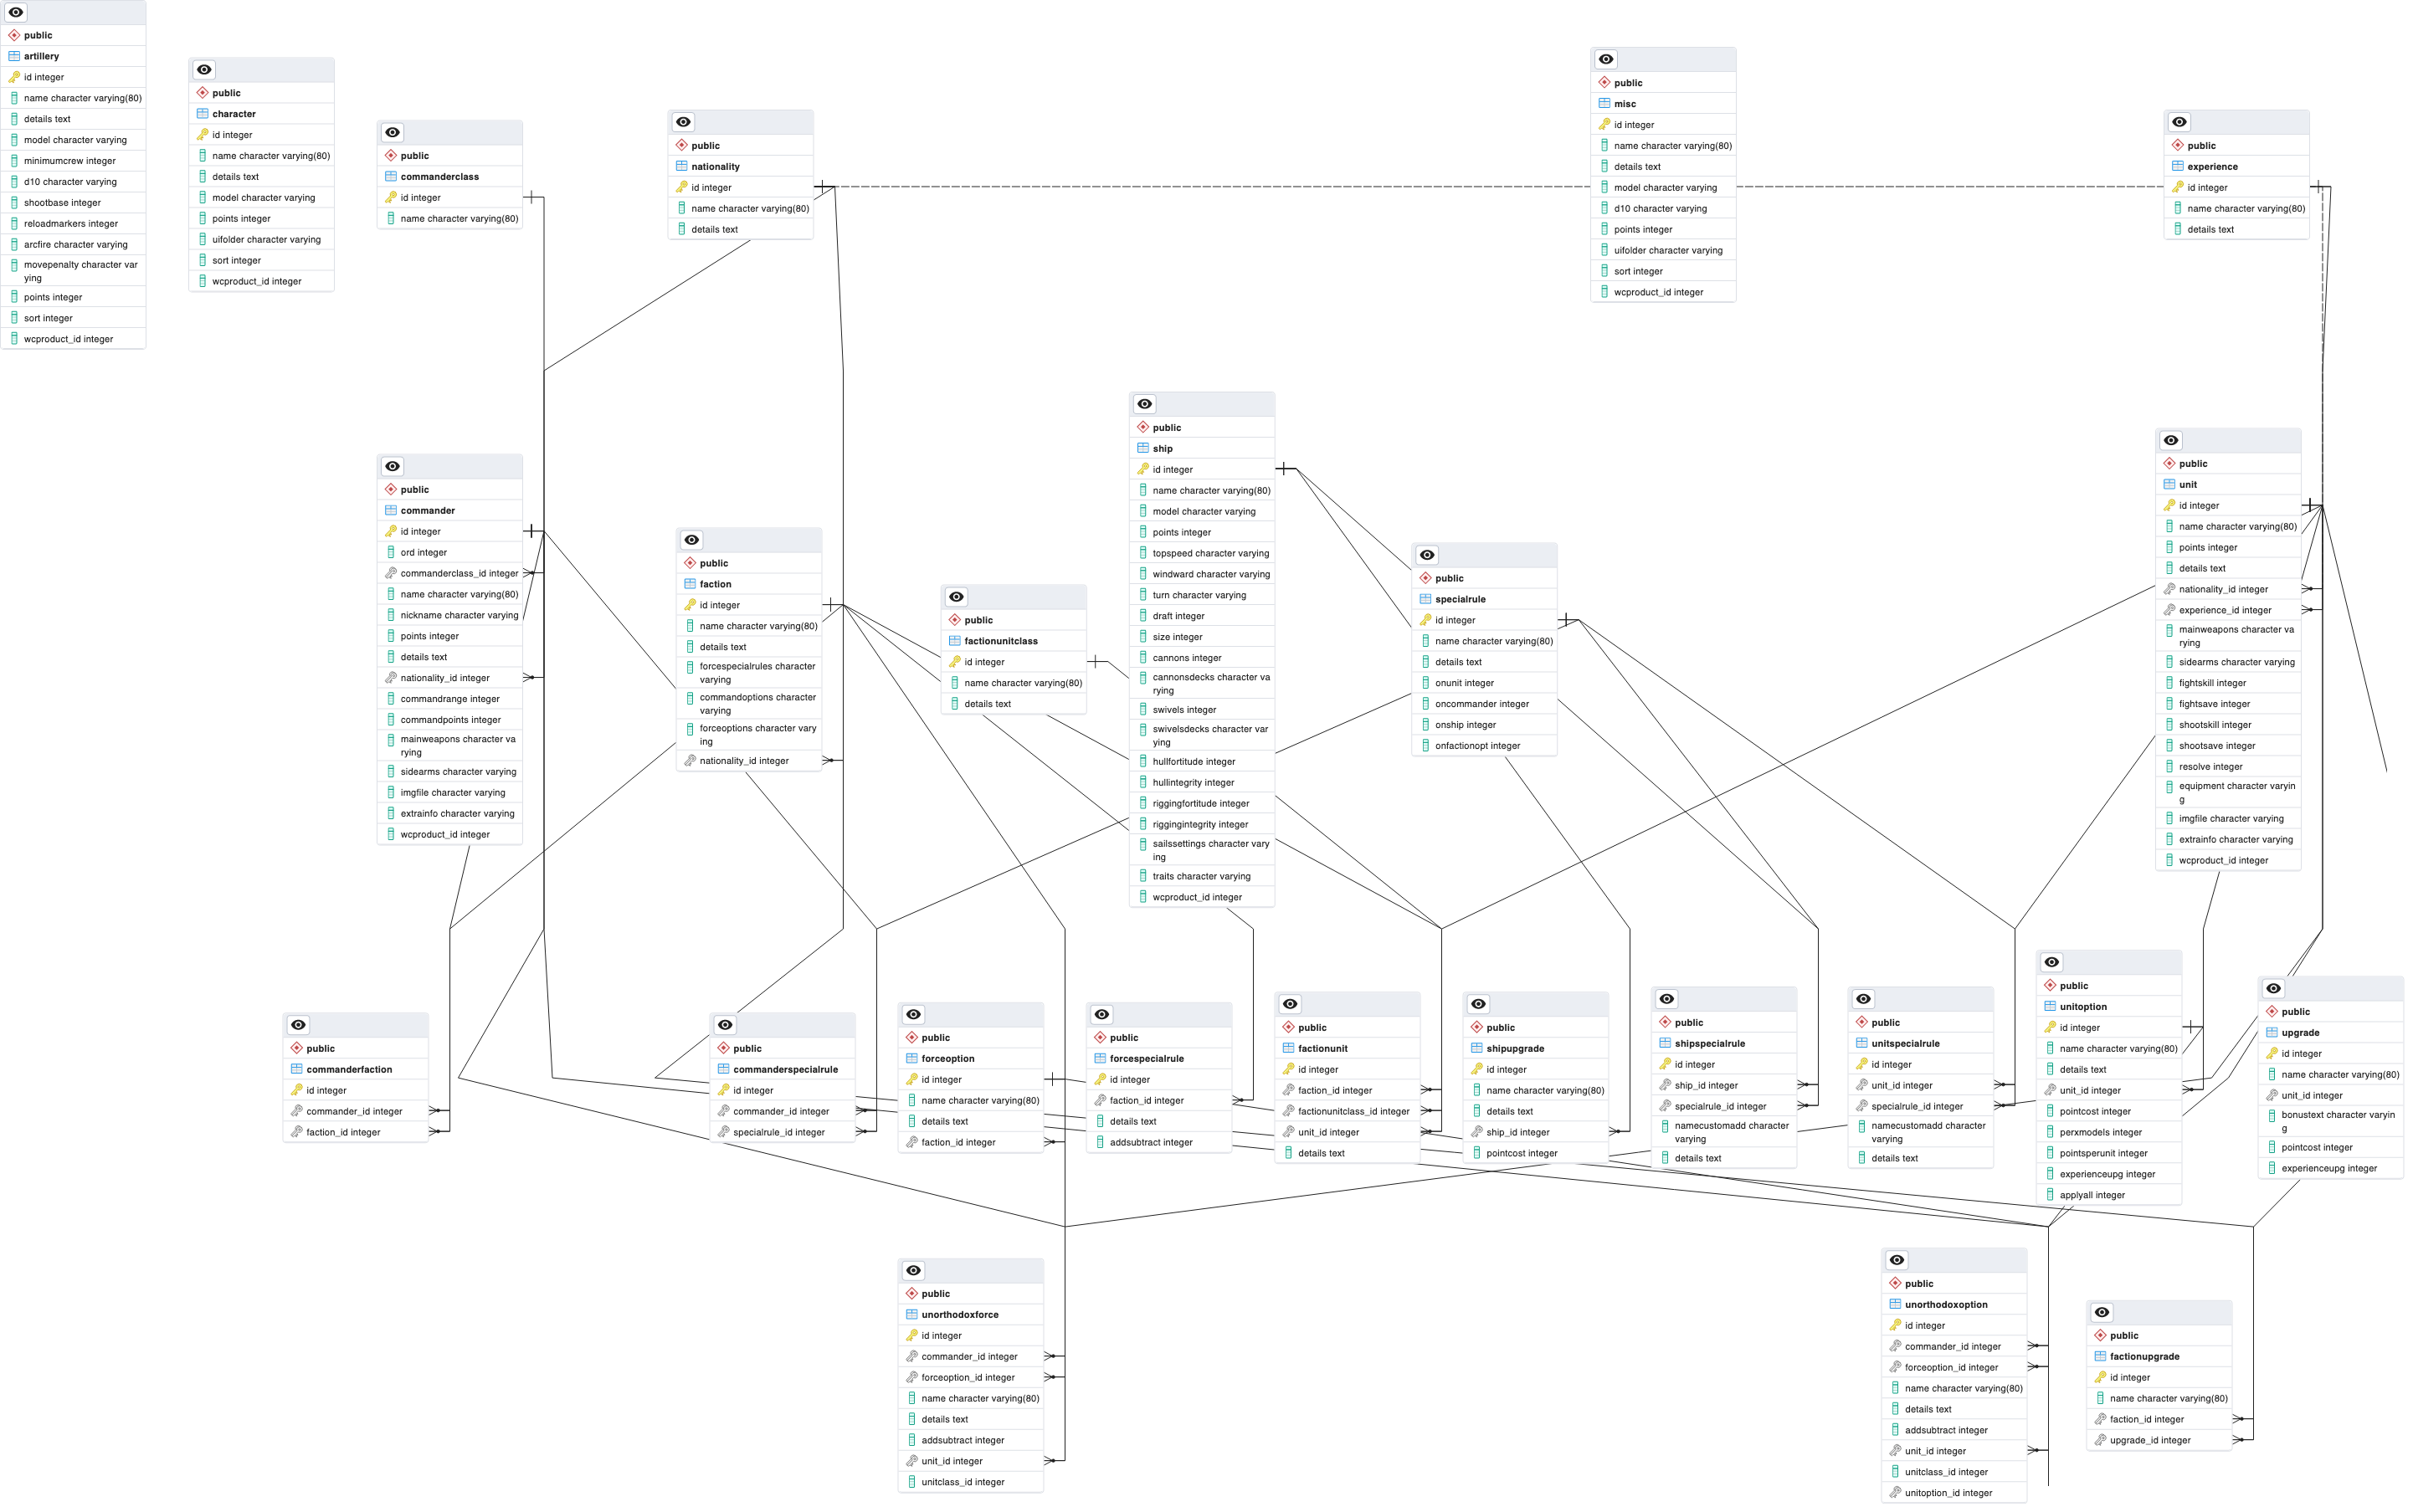 public
artillery
id integer
name character varying(80)
details text
model character varying
minimumcrew integer
d10 character varying
shootbase integer
reloadmarkers integer
arcfire character varying
movepenalty character var
ying
points integer
sort integer
wcproduct_id integer
public
character
id integer
name character varying(80)
details text
model character varying
points integer
uifolder character varying
sort integer
wcproduct_id integer
public
commanderclass
id integer
name character varying(80)
public
nationality
id integer
name character varying(80)
details text
public
misc
id integer
name character varying(80)
details text
model character varying
d10 character varying
points integer
uifolder character varying
sort integer
wcproduct_id integer
public
experience
id integer
name character varying(80)
details text
public
commander
id integer
ord integer
commanderclass_id integer
name character varying(80)
nickname character varying
points integer
details text
nationality_id integer
commandrange integer
commandpoints integer
mainweapons character va
rying
sidearms character varying
imgfile character varying
extrainfo character varying
wcproduct_id integer
public
faction
id integer
name character varying(80)
details text
forcespecialrules character
varying
commandoptions character
varying
forceoptions character vary
ing
nationality_id integer
public
factionunitclass
id integer
name character varying(80)
details text
public
ship
id integer
name character varying(80)
model character varying
points integer
topspeed character varying
windward character varying
turn character varying
draft integer
size integer
cannons integer
cannonsdecks character va
rying
swivels integer
swivelsdecks character var
ying
hullfortitude integer
hullintegrity integer
riggingfortitude integer
riggingintegrity integer
sailssettings character vary
ing
traits character varying
wcproduct_id integer
public
specialrule
id integer
name character varying(80)
details text
onunit integer
oncommander integer
onship integer
onfactionopt integer
public
unit
id integer
name character varying(80)
points integer
details text
nationality_id integer
experience_id integer
mainweapons character va
rying
sidearms character varying
fightskill integer
fightsave integer
shootskill integer
shootsave integer
resolve integer
equipment character varyin
g
imgfile character varying
extrainfo character varying
wcproduct_id integer
public
commanderfaction
id integer
commander_id integer
faction_id integer
public
commanderspecialrule
id integer
commander_id integer
specialrule_id integer
public
forceoption
id integer
name character varying(80)
details text
faction_id integer
public
forcespecialrule
id integer
faction_id integer
details text
addsubtract integer
public
factionunit
id integer
faction_id integer
factionunitclass_id integer
unit_id integer
details text
public
shipupgrade
id integer
name character varying(80)
details text
ship_id integer
pointcost integer
public
shipspecialrule
id integer
ship_id integer
specialrule_id integer
namecustomadd character
varying
details text
public
unitspecialrule
id integer
unit_id integer
specialrule_id integer
namecustomadd character
varying
details text
public
unitoption
id integer
name character varying(80)
details text
unit_id integer
pointcost integer
perxmodels integer
pointsperunit integer
experienceupg integer
applyall integer
public
upgrade
id integer
name character varying(80)
unit_id integer
bonustext character varyin
g
pointcost integer
experienceupg integer
public
unorthodoxforce
id integer
commander_id integer
forceoption_id integer
name character varying(80)
details text
addsubtract integer
unit_id integer
unitclass_id integer
public
unorthodoxoption
id integer
commander_id integer
forceoption_id integer
name character varying(80)
details text
addsubtract integer
unit_id integer
unitclass_id integer
unitoption_id integer
public
factionupgrade
id integer
name character varying(80)
faction_id integer
upgrade_id integer